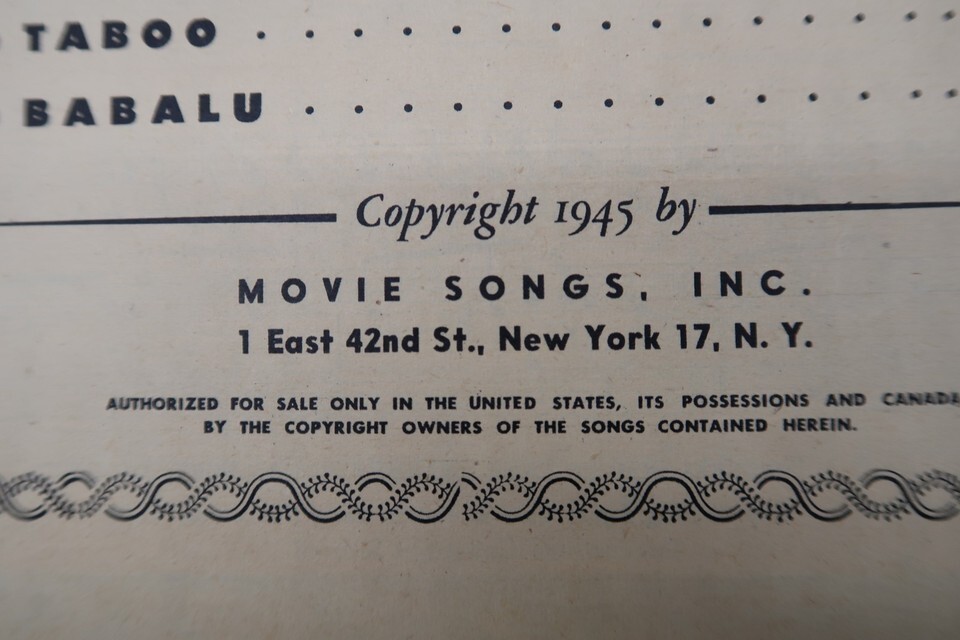 TABOO . . . . . . . . . . . . . . .
BABALU . . . . . . . . . . . . . .
Copyright 1945 by
MOVIE SONGS, INC.
1 East 42nd St., New York 17, N. Y.
AUTHORIZED FOR SALE ONLY IN THE UNITED STATES, ITS POSSESSIONS AND CANADA
BY THE COPYRIGHT OWNERS OF THE SONGS CONTAINED HEREIN.